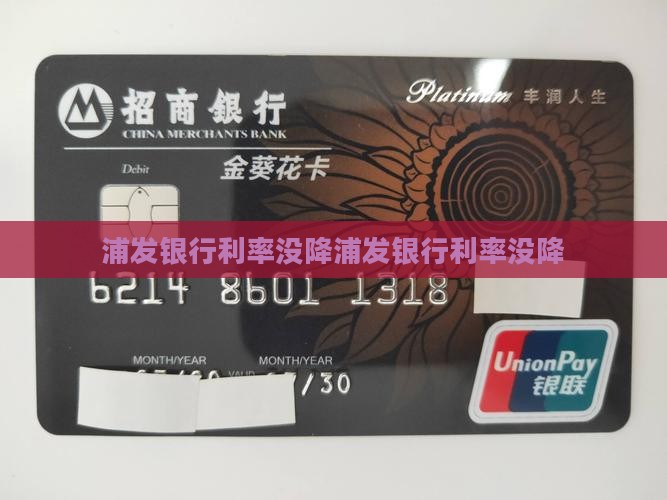 招商銀行
CHINA MERCHANTS BANK
Platinum 丰润人生
Debit
金葵花卡
浦发银行利率没降浦发银行利率没降
6214 8601 1318
MONTH/YEAR MONTH/YEAR
VALID
/30
UnionPay
银联